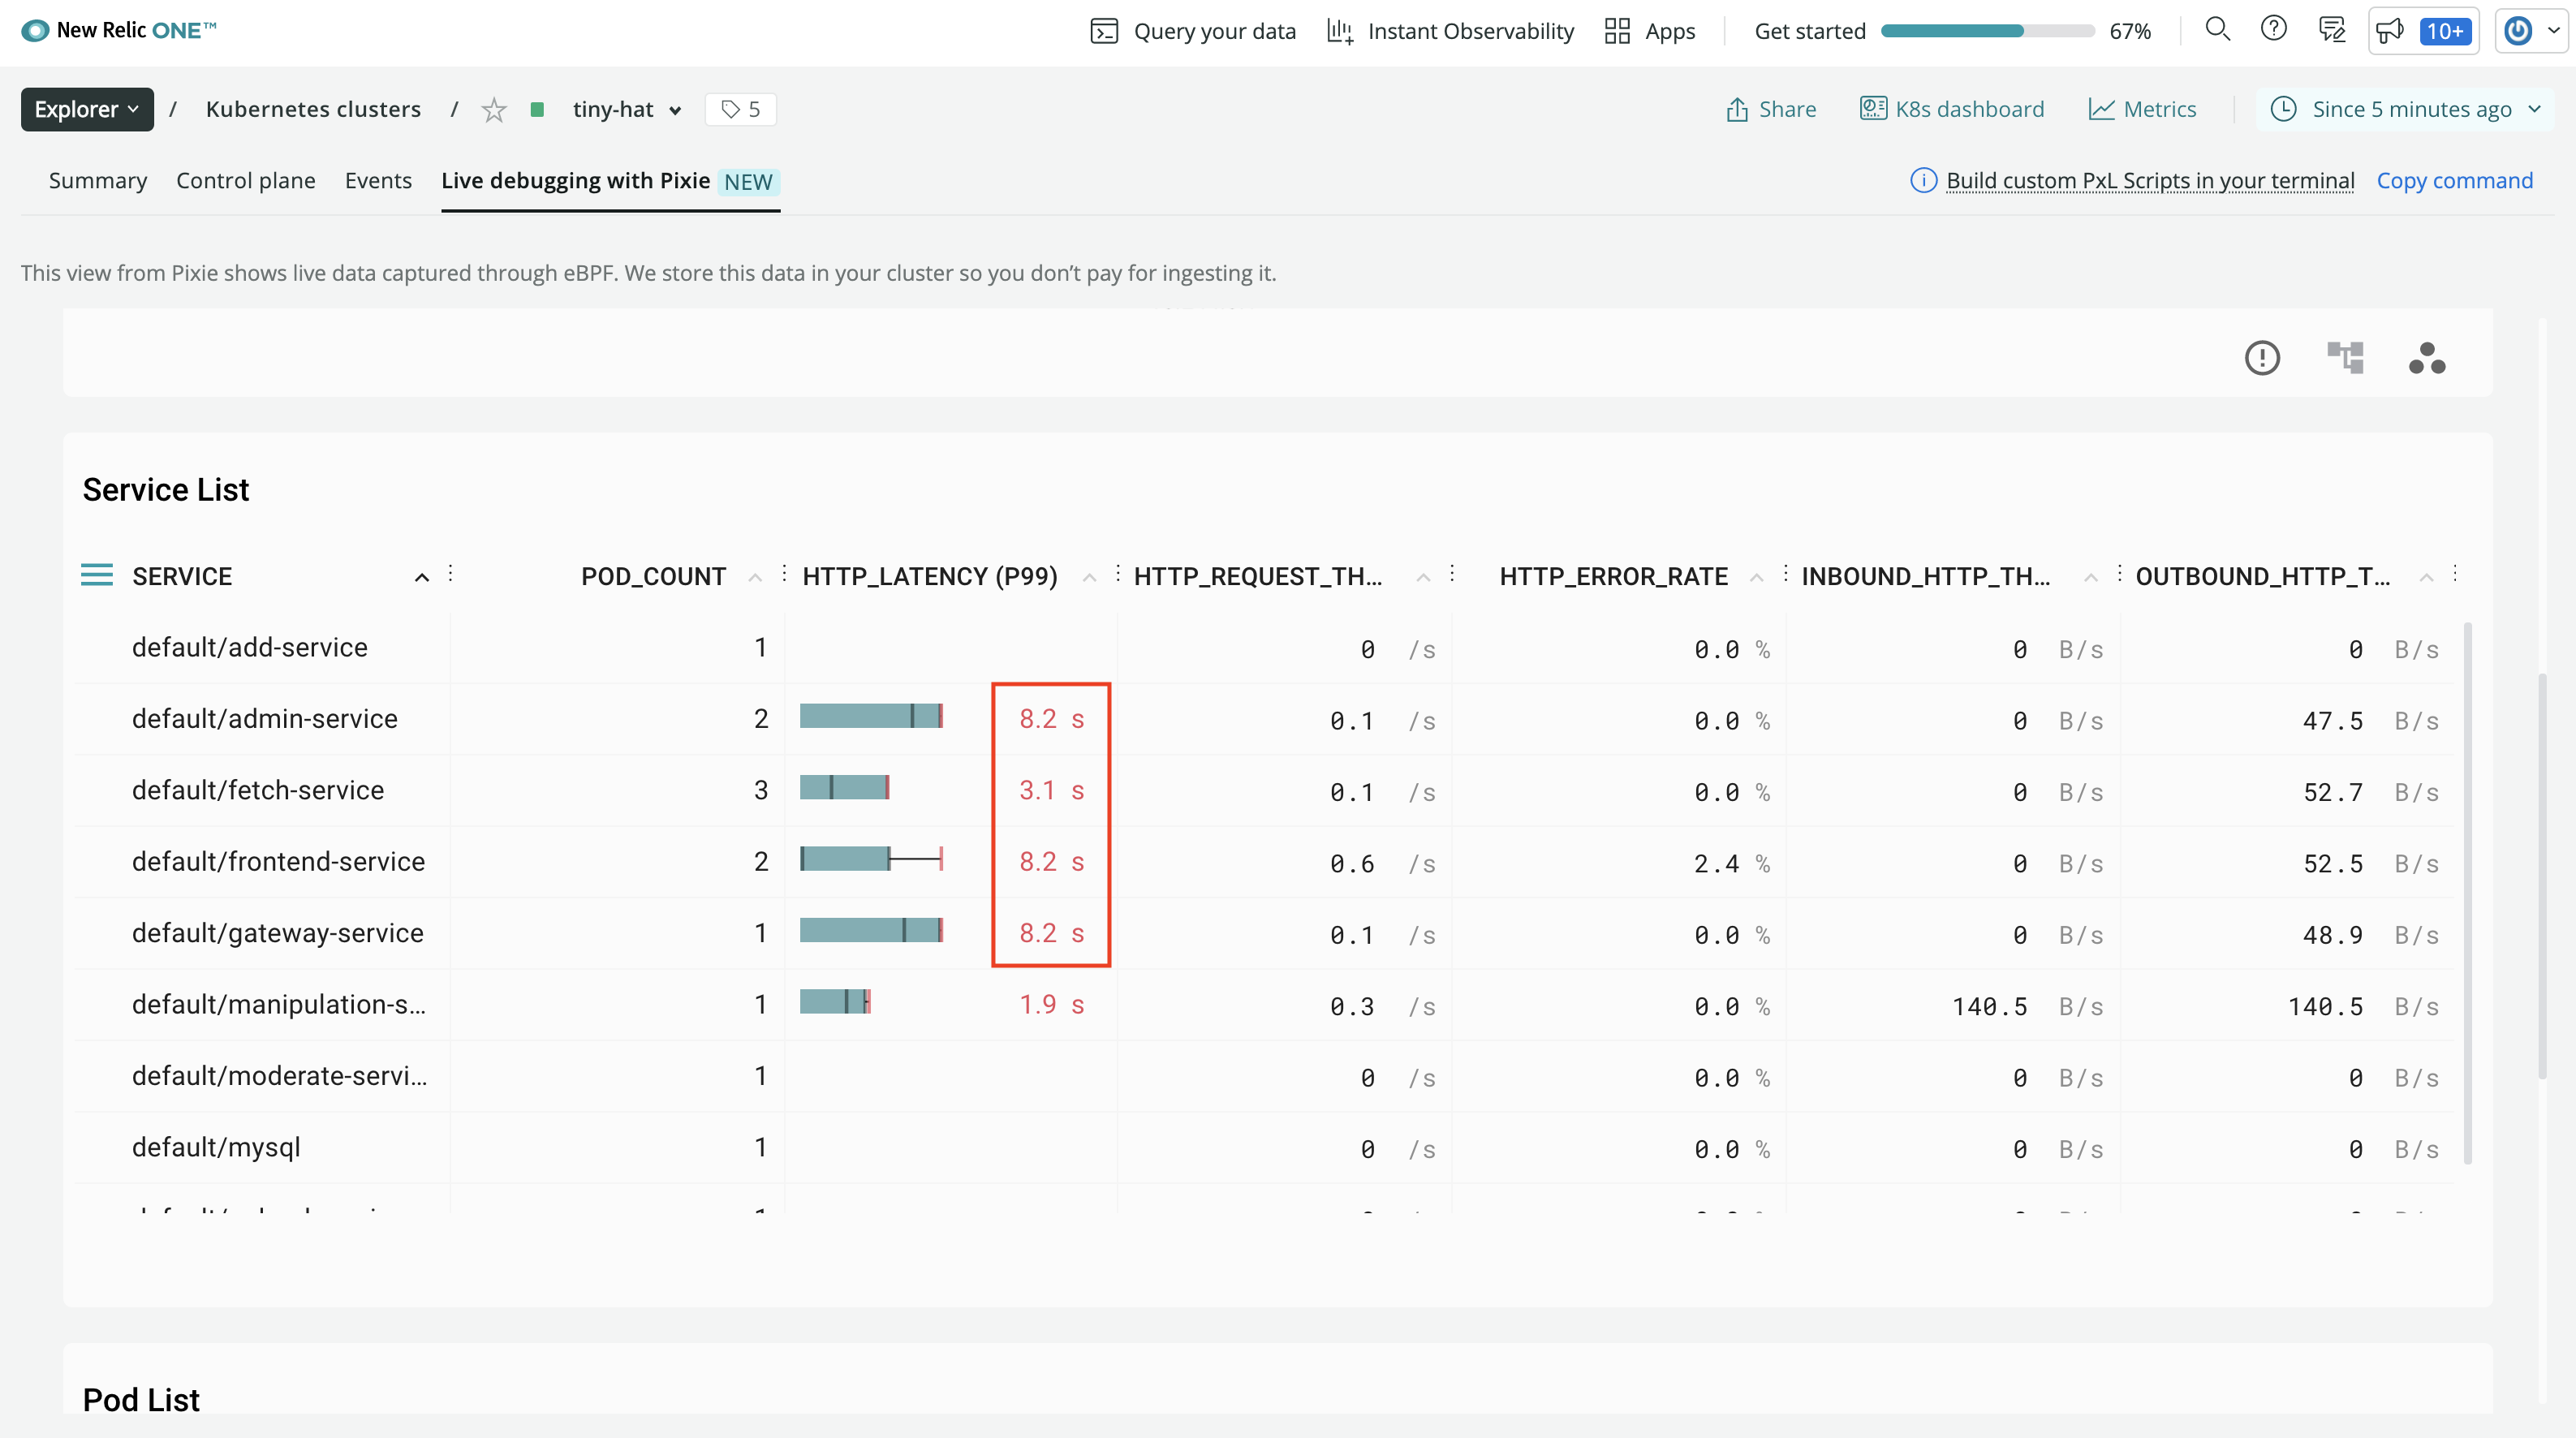 New Relic ONE™ Query your data Instant Observability Apps Get started 67% 10+
Explorer / Kubernetes clusters / tiny-hat 5 Share K8s dashboard Metrics Since 5 minutes ago
Summary Control plane Events Live debugging with Pixie NEW Build custom PxL Scripts in your terminal Copy command
This view from Pixie shows live data captured through eBPF. We store this data in your cluster so you don’t pay for ingesting it.
Service List
SERVICE POD_COUNT HTTP_LATENCY (P99) HTTP_REQUEST_TH... HTTP_ERROR_RATE INBOUND_HTTP_TH... OUTBOUND_HTTP_T...
default/add-service 1 0 /s 0.0 % 0 B/s 0 B/s
default/admin-service 2 8.2 s 0.1 /s 0.0 % 0 B/s 47.5 B/s
default/fetch-service 3 3.1 s 0.1 /s 0.0 % 0 B/s 52.7 B/s
default/frontend-service 2 8.2 s 0.6 /s 2.4 % 0 B/s 52.5 B/s
default/gateway-service 1 8.2 s 0.1 /s 0.0 % 0 B/s 48.9 B/s
default/manipulation-s... 1 1.9 s 0.3 /s 0.0 % 140.5 B/s 140.5 B/s
default/moderate-servi... 1 0 /s 0.0 % 0 B/s 0 B/s
default/mysql 1 0 /s 0.0 % 0 B/s 0 B/s
Pod List